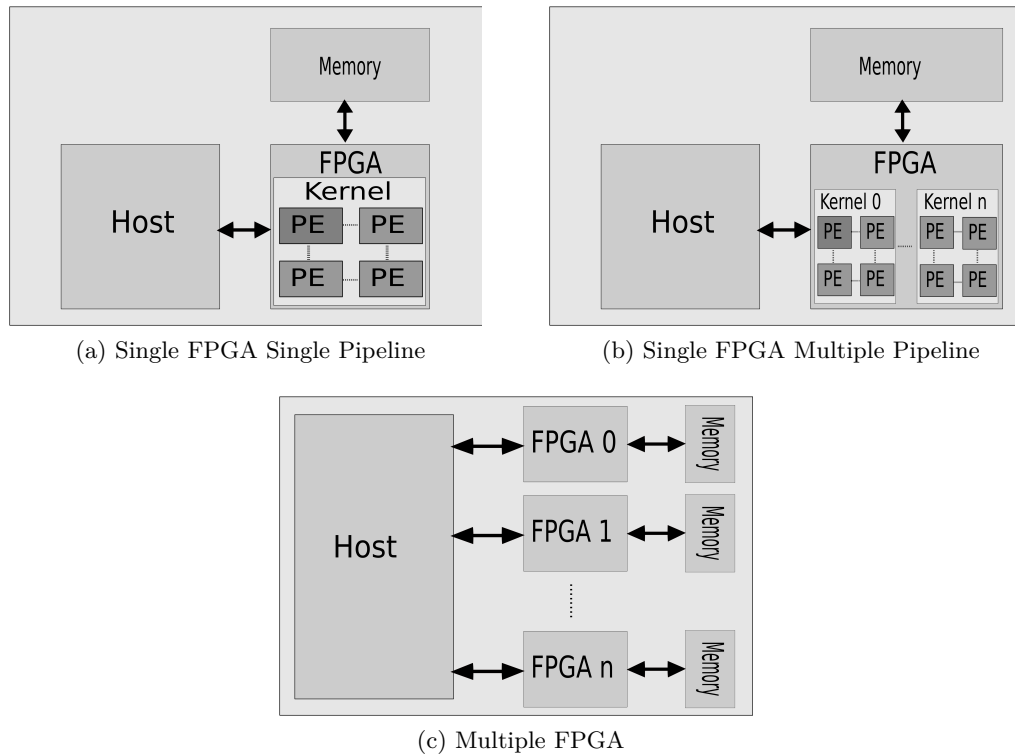 Memory
FPGA
Kernel
Host
PE PE
PE PE
(a) Single FPGA Single Pipeline
Memory
FPGA
Kernel 0 Kernel n
Host
PE PE PE PE
PE PE PE PE
(b) Single FPGA Multiple Pipeline
Host
FPGA 0
Memory
FPGA 1
Memory
FPGA n
Memory
(c) Multiple FPGA